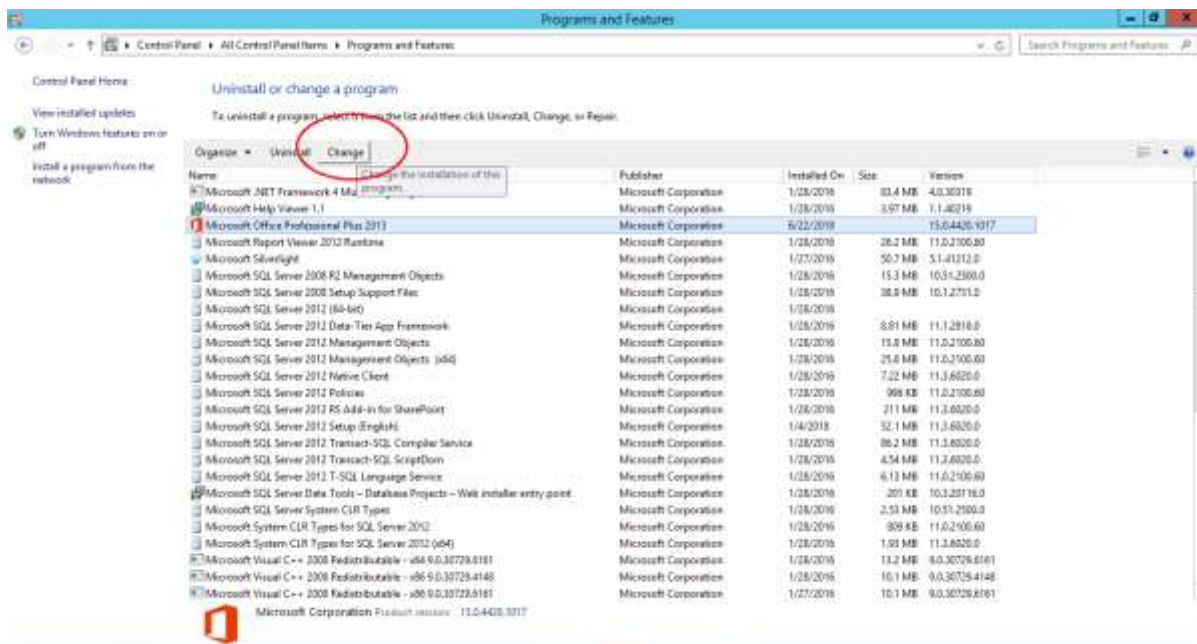 Programs and Features
Control Panel All Control Panel Items Programs and Features
Search Programs and Features
Control Panel Home
View installed updates
Turn Windows features on or off
Install a program from the network
Uninstall or change a program
To uninstall a program, select it from the list and then click Uninstall, Change, or Repair.
Organize Uninstall Change
Name Publisher Installed On Size Version
Change the installation of this program.
Microsoft .NET Framework 4 Mu Microsoft Corporation 1/28/2016 83.4 MB 4.0.30319
Microsoft Help Viewer 1.1 Microsoft Corporation 1/28/2016 3.97 MB 1.1.40219
Microsoft Office Professional Plus 2013 Microsoft Corporation 6/22/2018 15.0.4420.1017
Microsoft Report Viewer 2012 Runtime Microsoft Corporation 1/28/2016 26.2 MB 11.0.2100.60
Microsoft Silverlight Microsoft Corporation 1/27/2016 50.7 MB 5.1.41212.0
Microsoft SQL Server 2008 R2 Management Objects Microsoft Corporation 1/28/2016 15.3 MB 10.51.2500.0
Microsoft SQL Server 2008 Setup Support Files Microsoft Corporation 1/28/2016 38.0 MB 10.1.2731.0
Microsoft SQL Server 2012 (64-bit) Microsoft Corporation 1/28/2016
Microsoft SQL Server 2012 Data-Tier App Framework Microsoft Corporation 1/28/2016 8.81 MB 11.1.2818.0
Microsoft SQL Server 2012 Management Objects Microsoft Corporation 1/28/2016 15.8 MB 11.0.2100.60
Microsoft SQL Server 2012 Management Objects (x64) Microsoft Corporation 1/28/2016 25.8 MB 11.0.2100.60
Microsoft SQL Server 2012 Native Client Microsoft Corporation 1/28/2016 7.22 MB 11.3.6020.0
Microsoft SQL Server 2012 Policies Microsoft Corporation 1/28/2016 996 KB 11.0.2100.60
Microsoft SQL Server 2012 RS Add-in for SharePoint Microsoft Corporation 1/28/2016 211 MB 11.3.6020.0
Microsoft SQL Server 2012 Setup (English) Microsoft Corporation 1/4/2018 52.1 MB 11.3.6020.0
Microsoft SQL Server 2012 Transact-SQL Compiler Service Microsoft Corporation 1/28/2016 86.2 MB 11.3.6020.0
Microsoft SQL Server 2012 Transact-SQL ScriptDom Microsoft Corporation 1/28/2016 4.54 MB 11.3.6020.0
Microsoft SQL Server 2012 T-SQL Language Service Microsoft Corporation 1/28/2016 6.13 MB 11.0.2100.60
Microsoft SQL Server Data Tools – Database Projects – Web installer entry point Microsoft Corporation 1/28/2016 201 KB 10.3.20116.0
Microsoft SQL Server System CLR Types Microsoft Corporation 1/28/2016 2.53 MB 10.51.2500.0
Microsoft System CLR Types for SQL Server 2012 Microsoft Corporation 1/28/2016 809 KB 11.0.2100.60
Microsoft System CLR Types for SQL Server 2012 (x64) Microsoft Corporation 1/28/2016 1.93 MB 11.3.6020.0
Microsoft Visual C++ 2008 Redistributable - x64 9.0.30729.6161 Microsoft Corporation 1/28/2016 13.2 MB 9.0.30729.6161
Microsoft Visual C++ 2008 Redistributable - x86 9.0.30729.4148 Microsoft Corporation 1/28/2016 10.1 MB 9.0.30729.4148
Microsoft Visual C++ 2008 Redistributable - x86 9.0.30729.6161 Microsoft Corporation 1/27/2016 10.1 MB 9.0.30729.6161
Microsoft Corporation Product version: 15.0.4420.1017